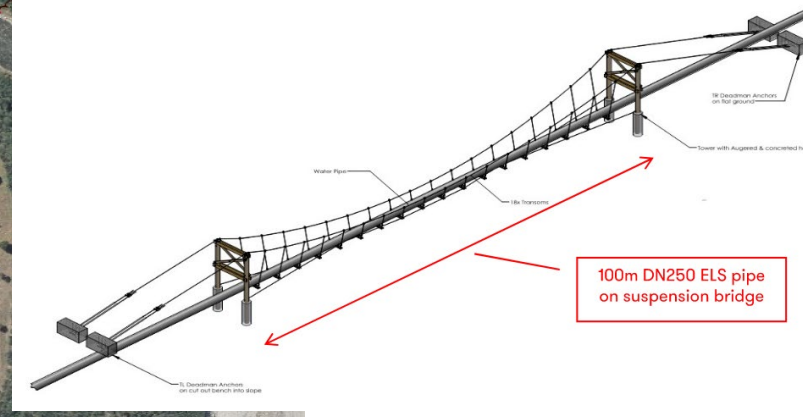 TR Deadman Anchors
on flat ground
Tower with Augered & concreted
Water Pipe
18x Transoms
100m DN250 ELS pipe
on suspension bridge
TL Deadman Anchors
on cut out bench into slope